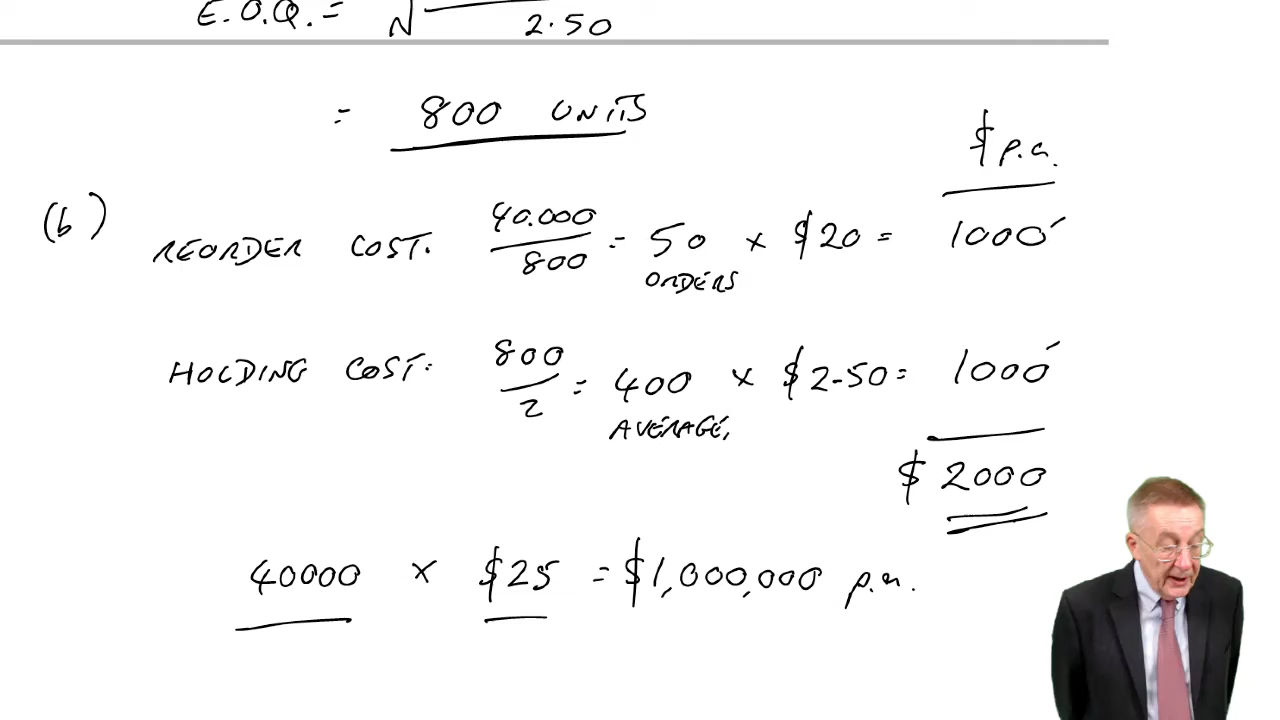 E.O.Q. = √ 2.50
= 800 UNITS
$ p.a.
(b) REORDER COST. 40.000 / 800 = 50 ORDERS × $20 = 1000
HOLDING COST: 800 / 2 = 400 AVERAGE, × $2-50 = 1000
$ 2000
40000 × $25 = $1,000,000 p.a.